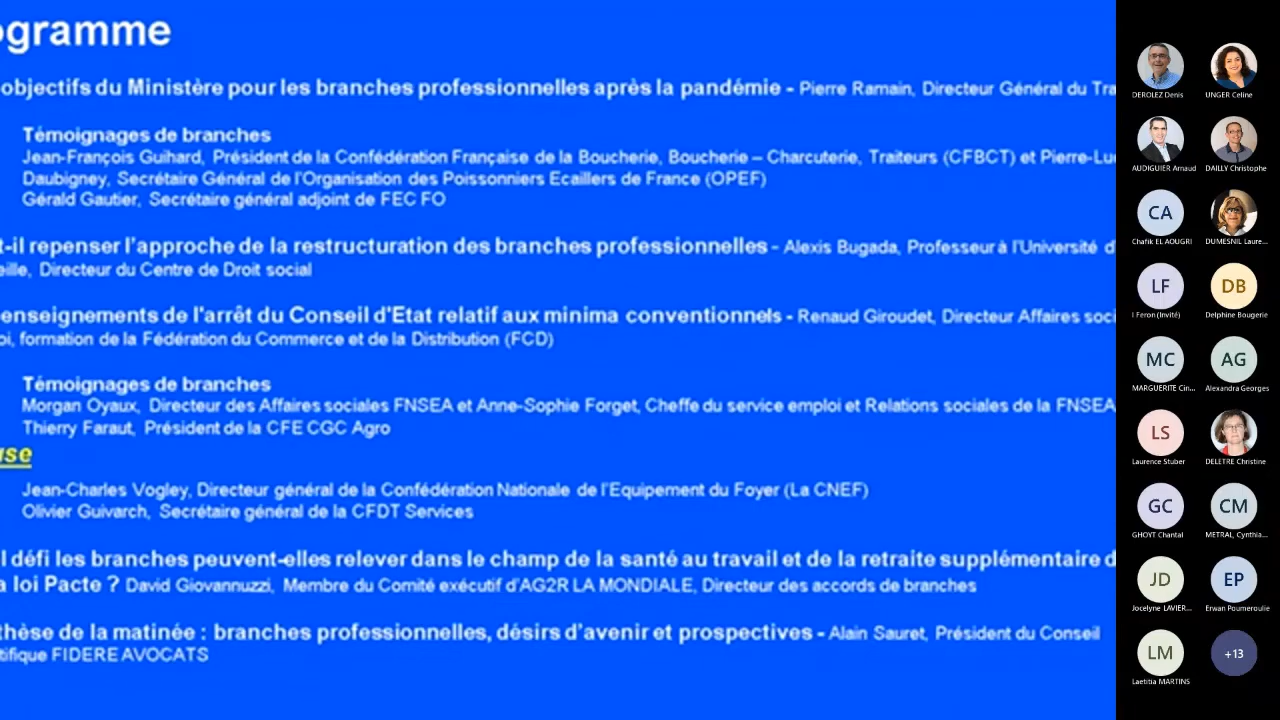 ogramme
objectifs du Ministère pour les branches professionnelles après la pandémie - Pierre Ramain, Directeur Général du Tra
Témoignages de branches
Jean-François Guihard, Président de la Confédération Française de la Boucherie, Boucherie – Charcuterie, Traiteurs (CFBCT) et Pierre-Luc
Daubigney, Secrétaire Général de l'Organisation des Poissonniers Ecaillers de France (OPEF)
Gérald Gautier, Secrétaire général adjoint de FEC FO
t-il repenser l'approche de la restructuration des branches professionnelles - Alexis Bugada, Professeur à l'Université d'
eille, Directeur du Centre de Droit social
enseignements de l'arrêt du Conseil d'Etat relatif aux minima conventionnels - Renaud Giroudet, Directeur Affaires soci
oi, formation de la Fédération du Commerce et de la Distribution (FCD)
Témoignages de branches
Morgan Oyaux, Directeur des Affaires sociales FNSEA et Anne-Sophie Forget, Cheffe du service emploi et Relations sociales de la FNSEA
Thierry Faraut, Président de la CFE CGC Agro
use
Jean-Charles Vogley, Directeur général de la Confédération Nationale de l'Equipement du Foyer (La CNEF)
Olivier Guivarch, Secrétaire général de la CFDT Services
l défi les branches peuvent-elles relever dans le champ de la santé au travail et de la retraite supplémentaire d
a loi Pacte ? David Giovannuzzi, Membre du Comité exécutif d'AG2R LA MONDIALE, Directeur des accords de branches
thèse de la matinée : branches professionnelles, désirs d'avenir et prospectives - Alain Sauret, Président du Conseil
tifique FIDERE AVOCATS
DEROLEZ Denis
UNGER Celine
AUDIGUIER Arnaud
DAILLY Christophe
CA
Chafik EL AOUGRI
DUMESNIL Laure...
LF
DB
l Feron (Invité)
Delphine Bougerie
MC
AG
MARGUERITE Cin...
Alexandra Georges
LS
Laurence Stuber
DELETRE Christine
GC
CM
GHOYT Chantal
METRAL, Cynthia...
JD
EP
Jocelyne LAVIER...
Erwan Poumeroulie
LM
+13
Laetitia MARTINS